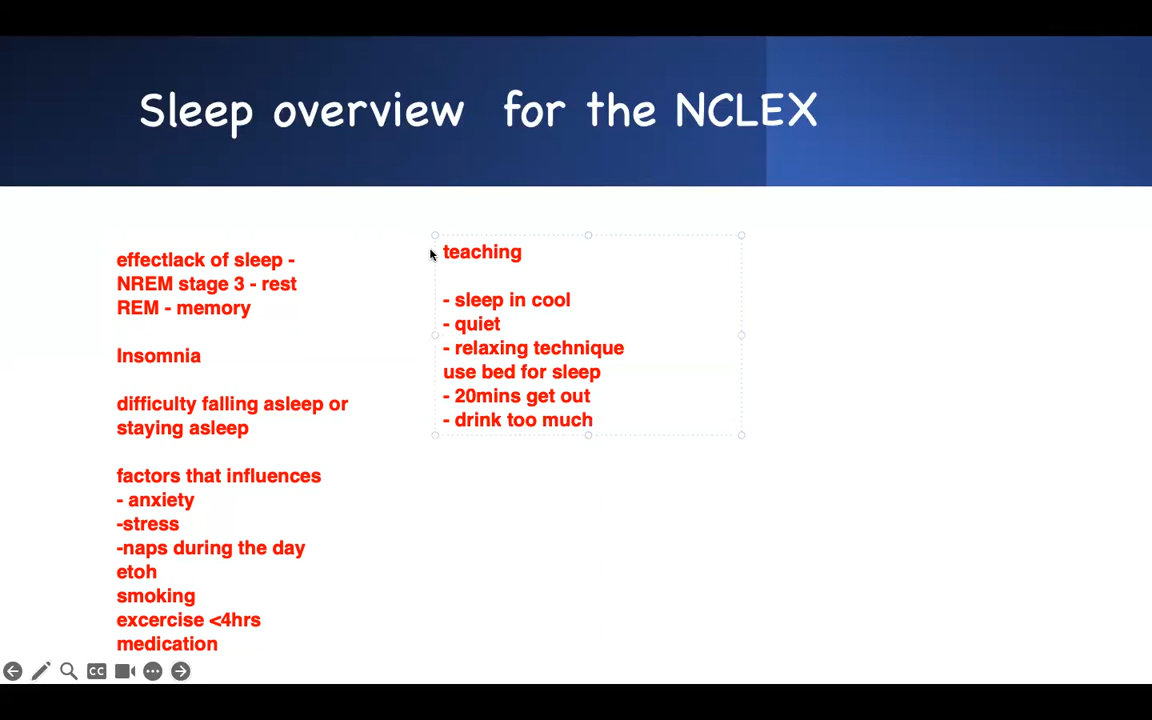 Sleep overview for the NCLEX
effectlack of sleep -
NREM stage 3 - rest
REM - memory
Insomnia
difficulty falling asleep or
staying asleep
factors that influences
- anxiety
-stress
-naps during the day
etoh
smoking
excercise <4hrs
medication
teaching
- sleep in cool
- quiet
- relaxing technique
use bed for sleep
- 20mins get out
- drink too much
CC